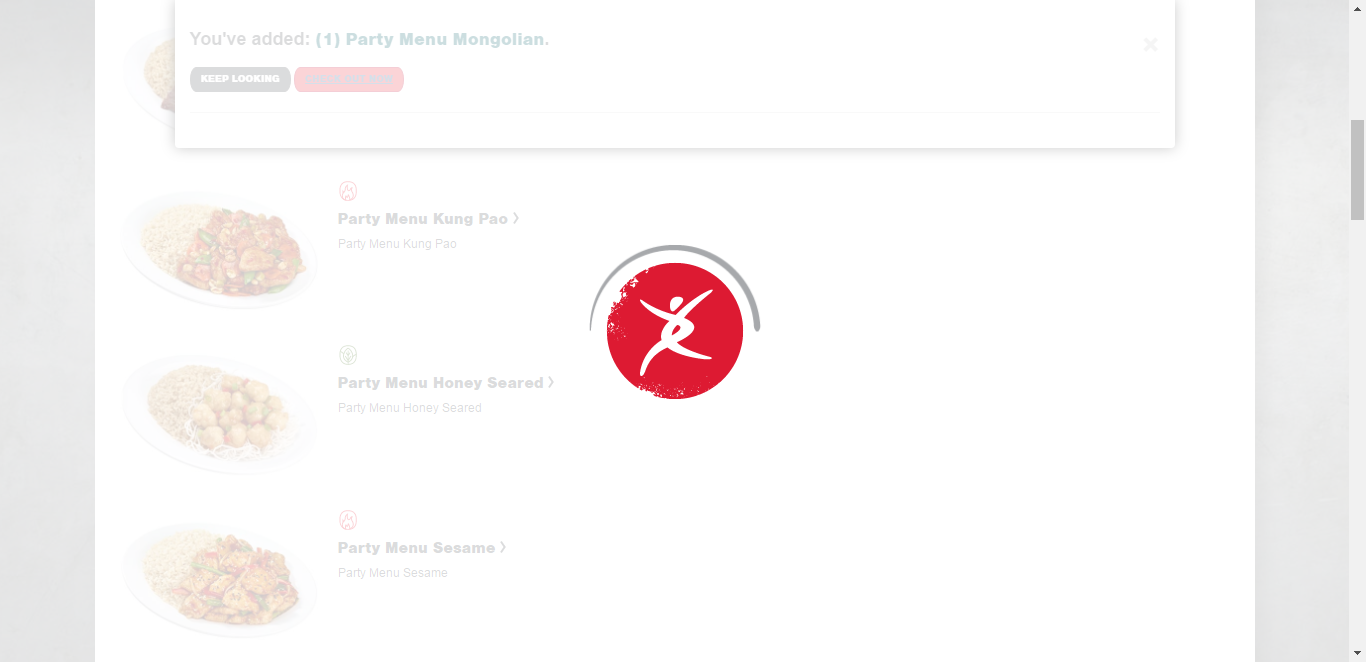 You've added: (1) Party Menu Mongolian.
KEEP LOOKING
Party Menu Kung Pao
Party Menu Kung Pao
Party Menu Honey Seared
Party Menu Honey Seared
Party Menu Sesame
Party Menu Sesame